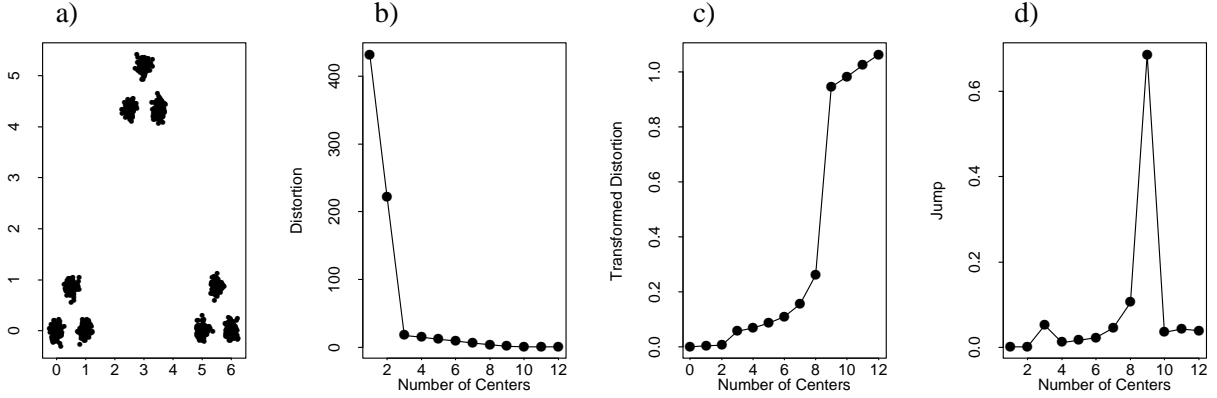 a)
b)
c)
d)
5
4
3
2
1
0
0 1 2 3 4 5 6
Distortion
400
300
200
100
0
2 4 6 8 10 12
Number of Centers
Transformed Distortion
1.0
0.8
0.6
0.4
0.2
0.0
0 2 4 6 8 10 12
Number of Centers
Jump
0.6
0.4
0.2
0.0
2 4 6 8 10 12
Number of Centers